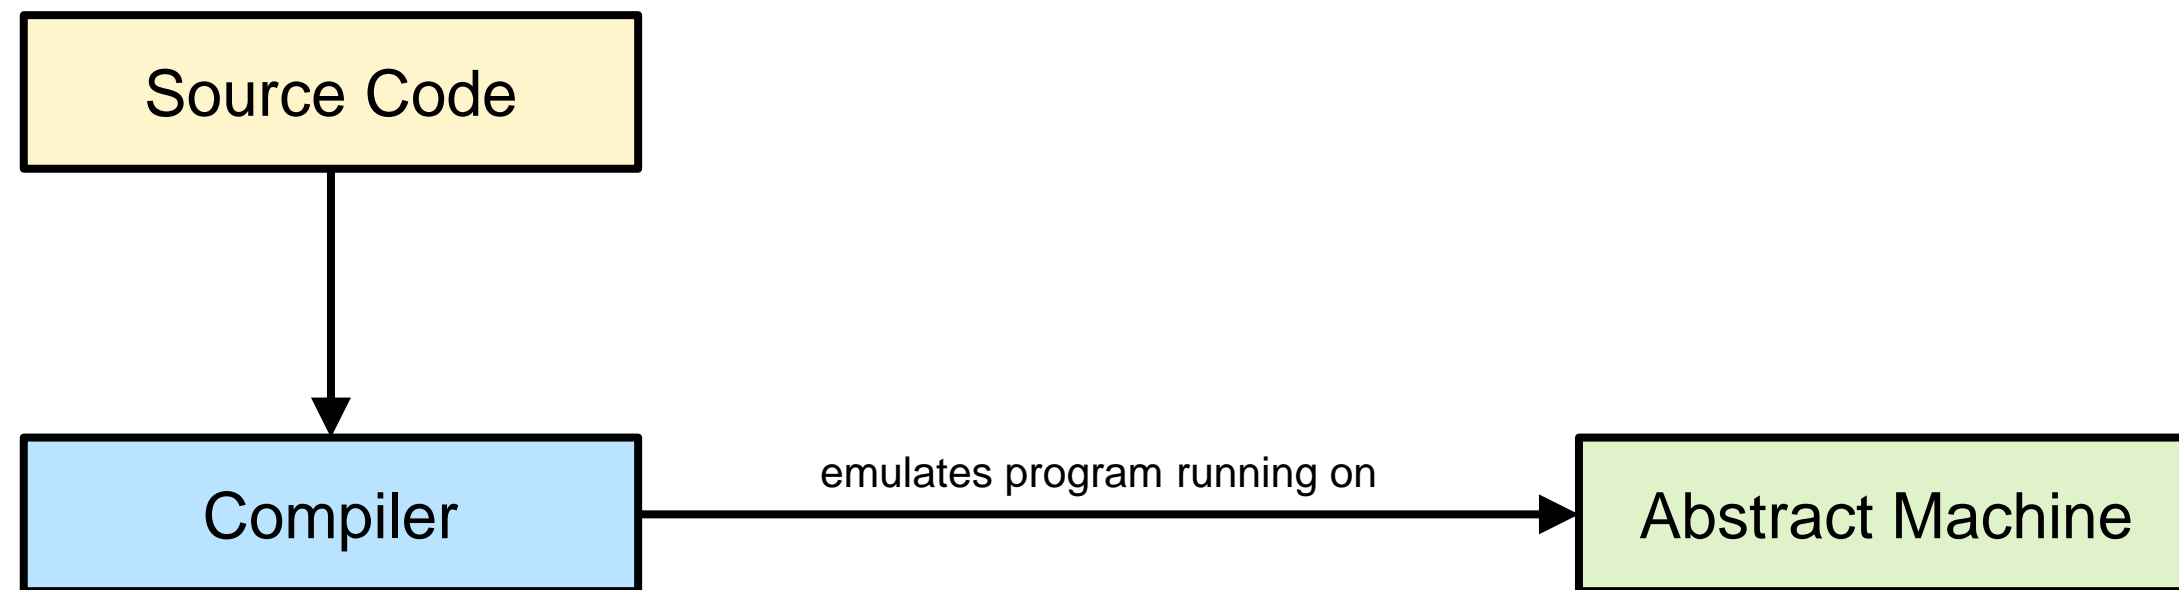 Source Code
emulates program running on
Compiler
Abstract Machine